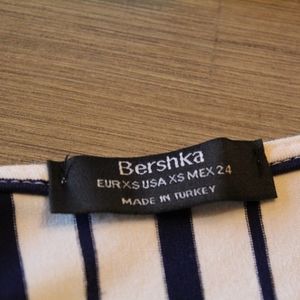 Bershka
EUR XS USA XS MEX 24
MADE IN TURKEY